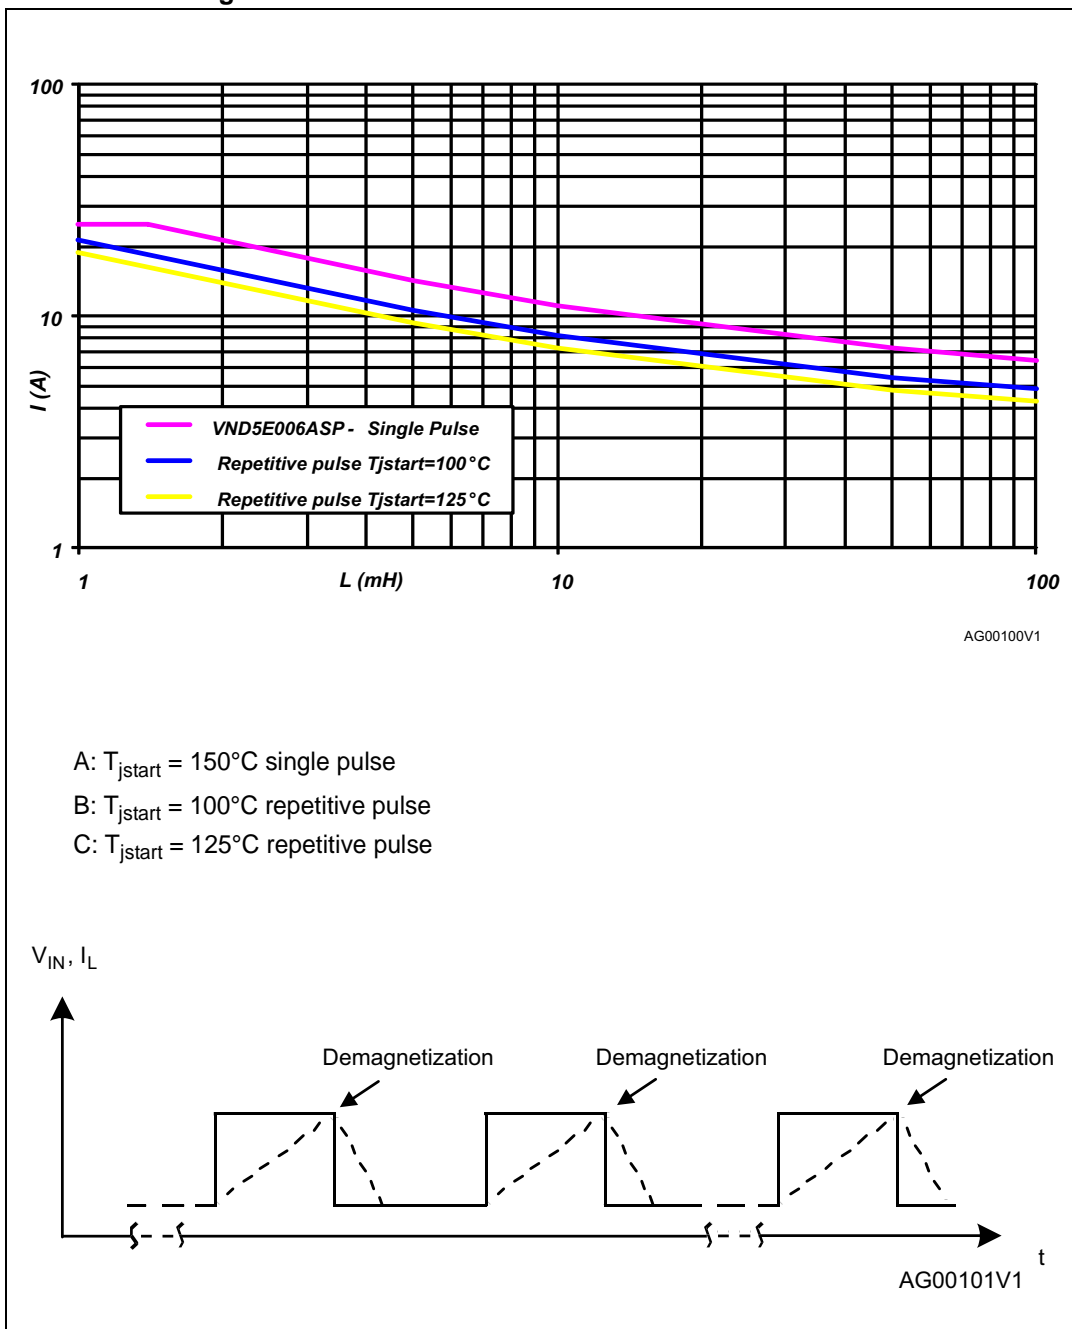 100
10
1
I (A)
VND5E006ASP - Single Pulse
Repetitive pulse Tjstart=100°C
Repetitive pulse Tjstart=125°C
1
L (mH)
10
100
AG00100V1
A: Tjstart = 150°C single pulse
B: Tjstart = 100°C repetitive pulse
C: Tjstart = 125°C repetitive pulse
VIN, IL
Demagnetization
Demagnetization
Demagnetization
t
AG00101V1